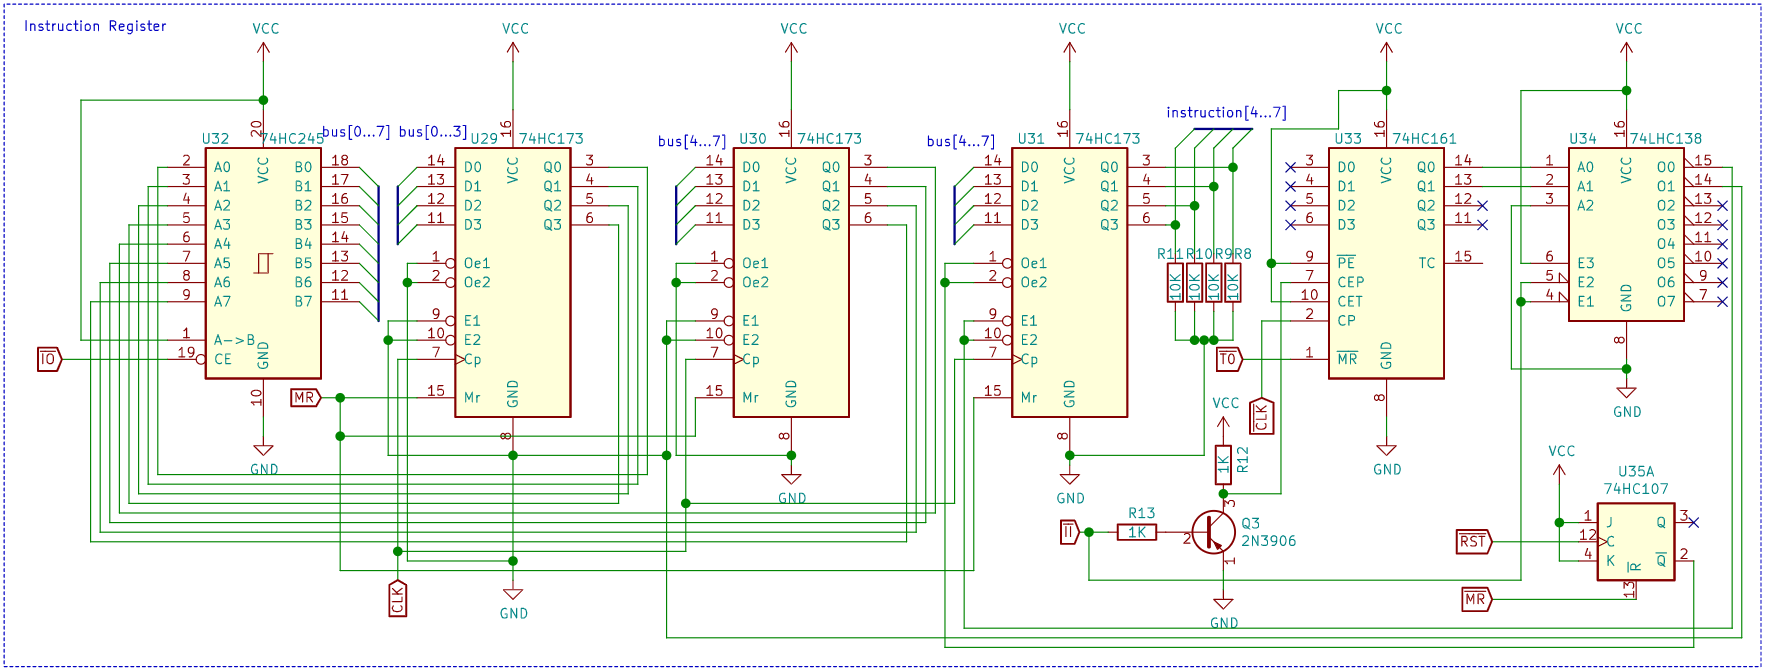 Instruction Register
VCC VCC VCC VCC VCC VCC
instruction[4...7]
bus[0...7] bus[0...3] bus[4...7] bus[4...7]
U32 74HC245
20 VCC
2 A0 B0 18
3 A1 B1 17
4 A2 B2 16
5 A3 B3 15
6 A4 B4 14
7 A5 B5 13
8 A6 B6 12
9 A7 B7 11
1 A->B
19 CE
GND 10
GND
IO
MR
U29 74HC173
16 VCC
14 D0 Q0 3
13 D1 Q1 4
12 D2 Q2 5
11 D3 Q3 6
1 Oe1
2 Oe2
9 E1
10 E2
7 Cp
15 Mr
GND 8
GND
CLK
U30 74HC173
16 VCC
14 D0 Q0 3
13 D1 Q1 4
12 D2 Q2 5
11 D3 Q3 6
1 Oe1
2 Oe2
9 E1
10 E2
7 Cp
15 Mr
GND 8
GND
U31 74HC173
16 VCC
14 D0 Q0 3
13 D1 Q1 4
12 D2 Q2 5
11 D3 Q3 6
1 Oe1
2 Oe2
9 E1
10 E2
7 Cp
15 Mr
GND 8
GND
R11 R10 R9 R8
10K 10K 10K 10K
U33 74HC161
16 VCC
3 D0 Q0 14
4 D1 Q1 13
5 D2 Q2 12
6 D3 Q3 11
9 PE TC 15
7 CEP
10 CET
2 CP
1 MR
GND 8
GND
T0
CLK
VCC
1K R12
II
R13
1K
Q3
2N3906
3
2
1
GND
U34 74LHC138
16 VCC
1 A0 O0 15
2 A1 O1 14
3 A2 O2 13
O3 12
O4 11
6 E3 O5 10
5 E2 O6 9
4 E1 O7 7
GND 8
GND
VCC
U35A
74HC107
1 J Q 3
12 C
4 K Q 2
R 13
RST
MR